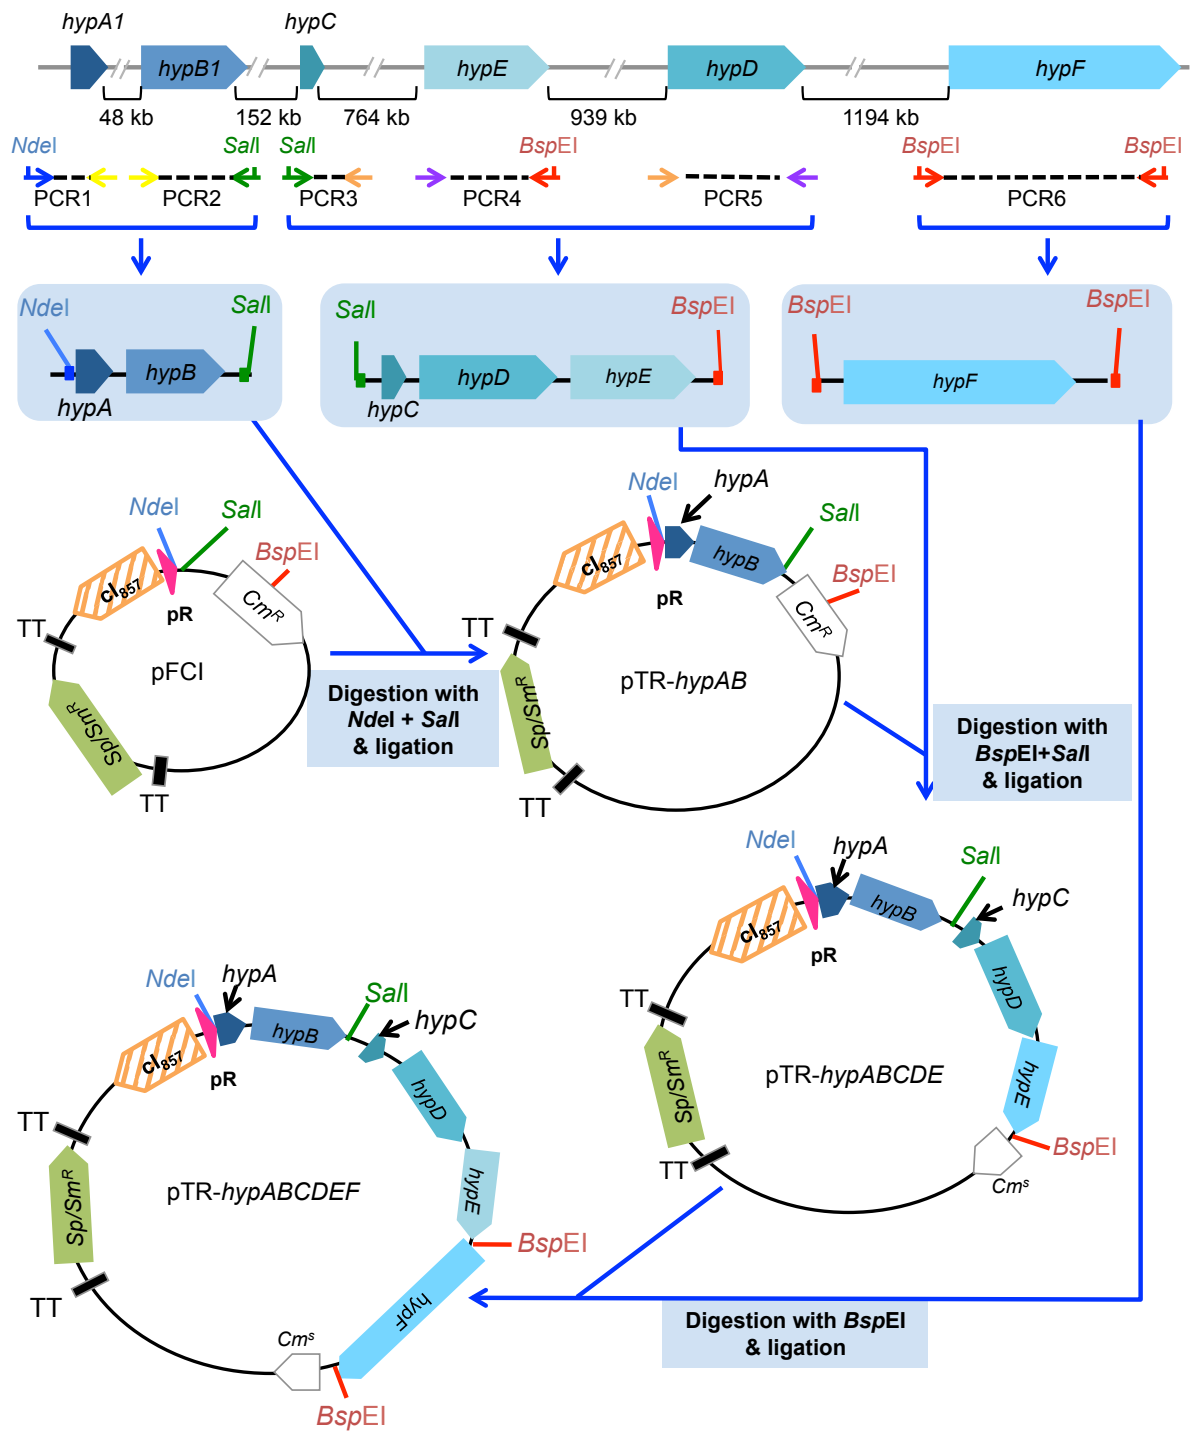 hypA1
hypC
hypB1
hypE
hypD
hypF
48 kb
152 kb
764 kb
939 kb
1194 kb
NdeI
SalI
SalI
BspEI
BspEI
BspEI
PCR1
PCR2
PCR3
PCR4
PCR5
PCR6
NdeI
SalI
hypA
hypB
SalI
BspEI
hypC
hypD
hypE
BspEI
BspEI
hypF
NdeI
SalI
BspEI
cI857
pR
CmR
TT
pFCI
Sp/SmR
TT
Digestion with
NdeI + SalI
& ligation
NdeI
hypA
SalI
BspEI
cI857
hypB
pR
CmR
TT
pTR-hypAB
Sp/SmR
TT
Digestion with
BspEI+SalI
& ligation
NdeI
hypA
SalI
hypC
cI857
hypB
pR
hypD
TT
pTR-hypABCDE
Sp/SmR
hypE
TT
BspEI
Cms
NdeI
hypA
SalI
hypC
cI857
hypB
pR
hypD
TT
pTR-hypABCDEF
Sp/SmR
hypE
BspEI
TT
hypF
Cms
BspEI
Digestion with BspEI
& ligation